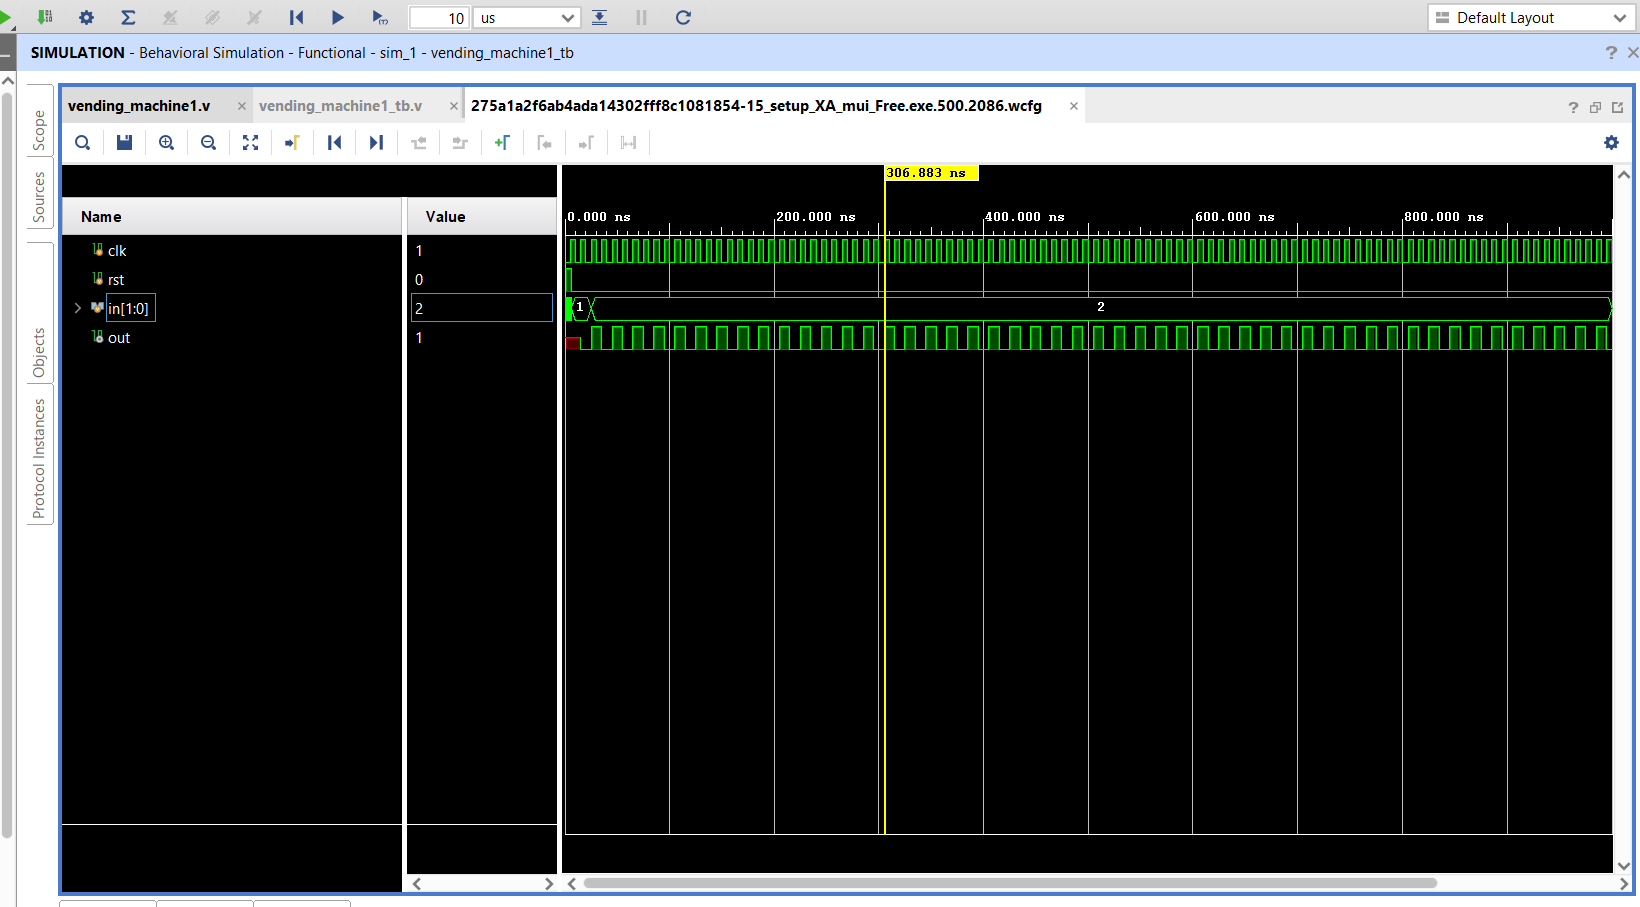 10 us Default Layout
SIMULATION - Behavioral Simulation - Functional - sim_1 - vending_machine1_tb ? ×
Scope
Sources
Objects
Protocol Instances
vending_machine1.v × vending_machine1_tb.v × 275a1a2f6ab4ada14302fff8c1081854-15_setup_XA_mui_Free.exe.500.2086.wcfg × ?
306.883 ns
Name Value
0.000 ns 200.000 ns 400.000 ns 600.000 ns 800.000 ns
clk 1
rst 0
in[1:0] 2 1 2
out 1